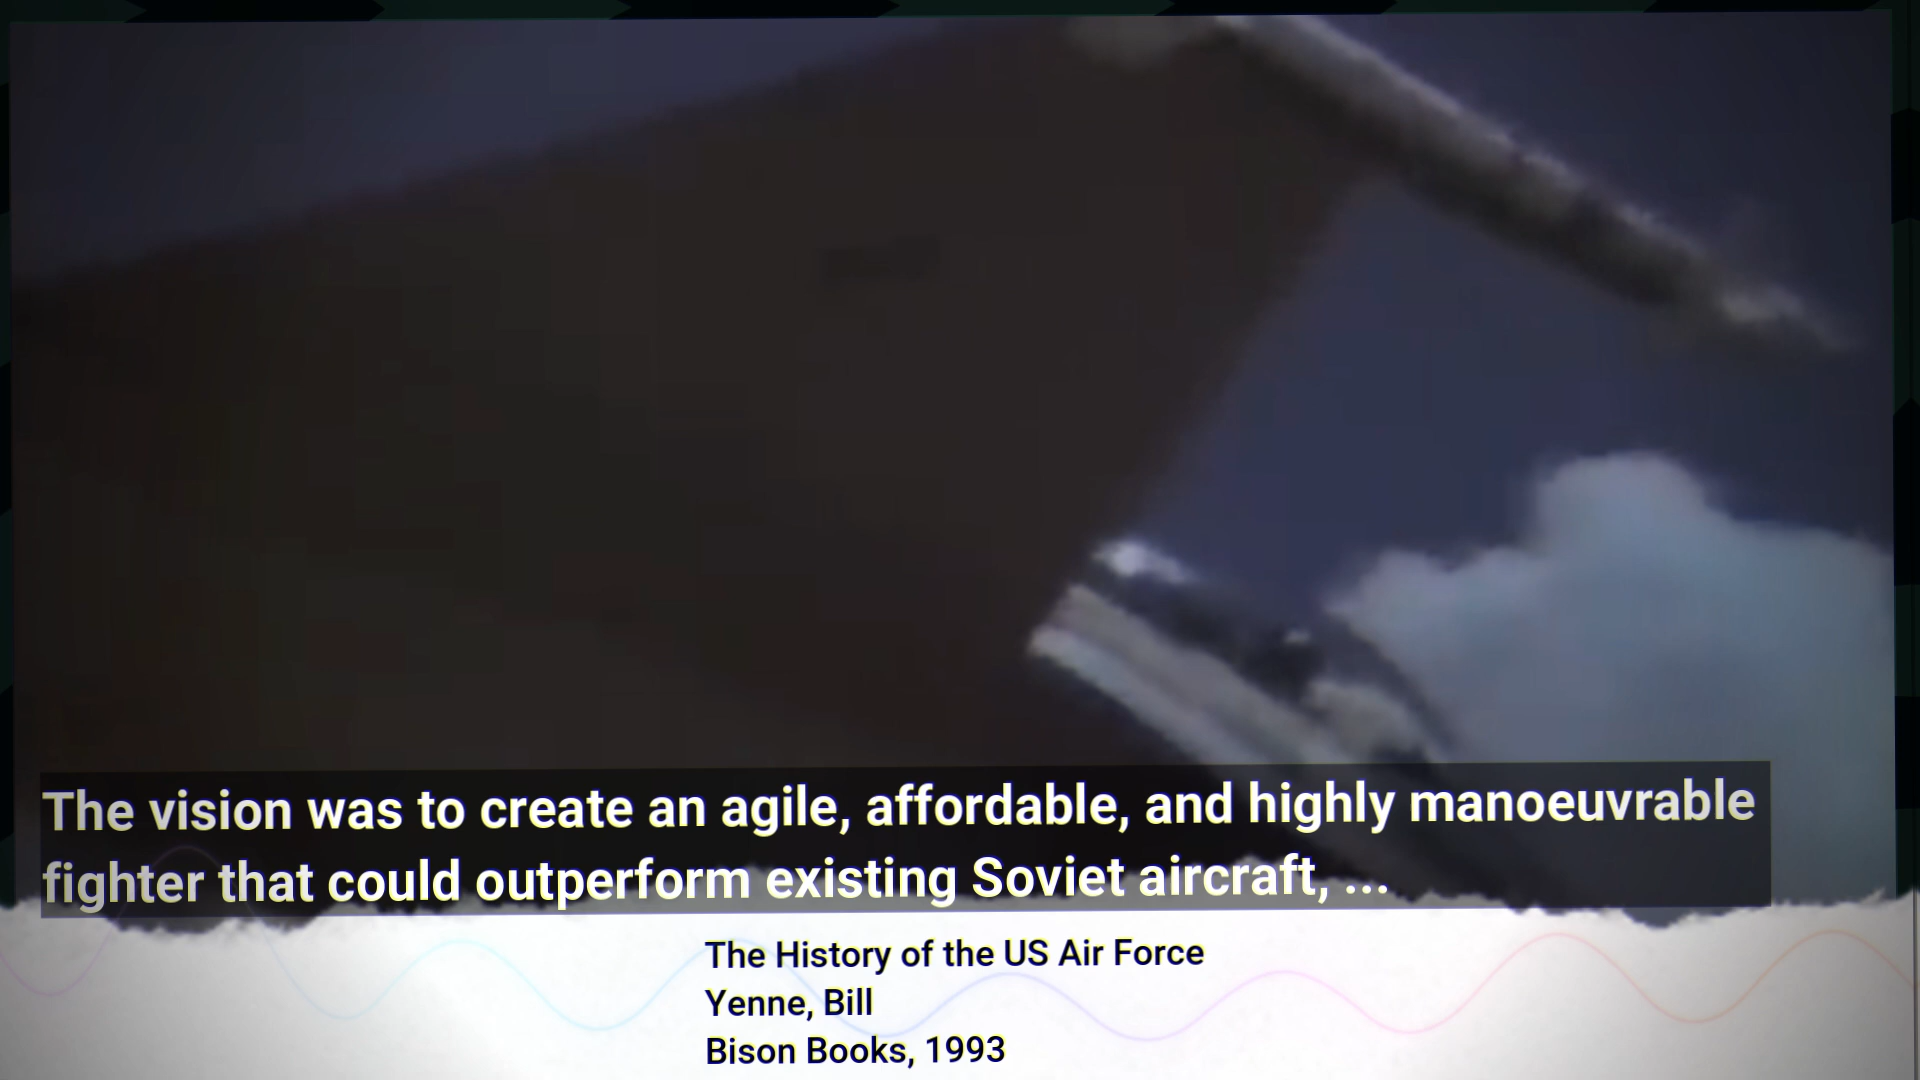 The vision was to create an agile, affordable, and highly manoeuvrable
fighter that could outperform existing Soviet aircraft, ...
The History of the US Air Force
Yenne, Bill
Bison Books, 1993